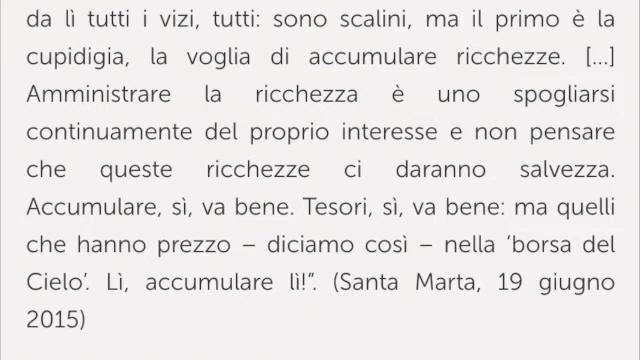 da lì tutti i vizi, tutti: sono scalini, ma il primo è la
cupidigia, la voglia di accumulare ricchezze. [...]
Amministrare la ricchezza è uno spogliarsi
continuamente del proprio interesse e non pensare
che queste ricchezze ci daranno salvezza.
Accumulare, sì, va bene. Tesori, sì, va bene: ma quelli
che hanno prezzo – diciamo così – nella ‘borsa del
Cielo’. Lì, accumulare lì!”. (Santa Marta, 19 giugno
2015)